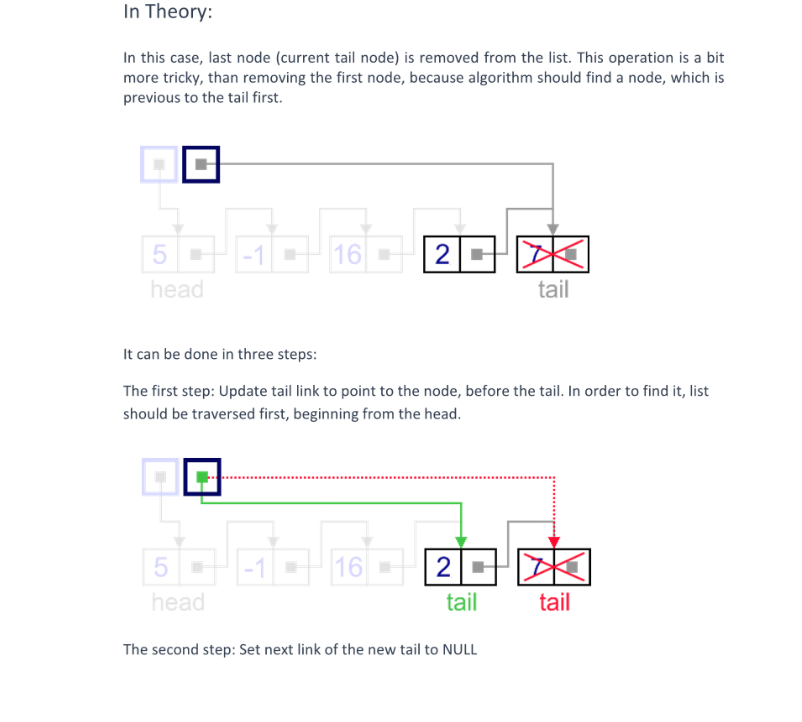 In Theory:
In this case, last node (current tail node) is removed from the list. This operation is a bit
more tricky, than removing the first node, because algorithm should find a node, which is
previous to the tail first.
5 -1 16 2 7
head tail
It can be done in three steps:
The first step: Update tail link to point to the node, before the tail. In order to find it, list
should be traversed first, beginning from the head.
5 -1 16 2 7
head tail tail
The second step: Set next link of the new tail to NULL